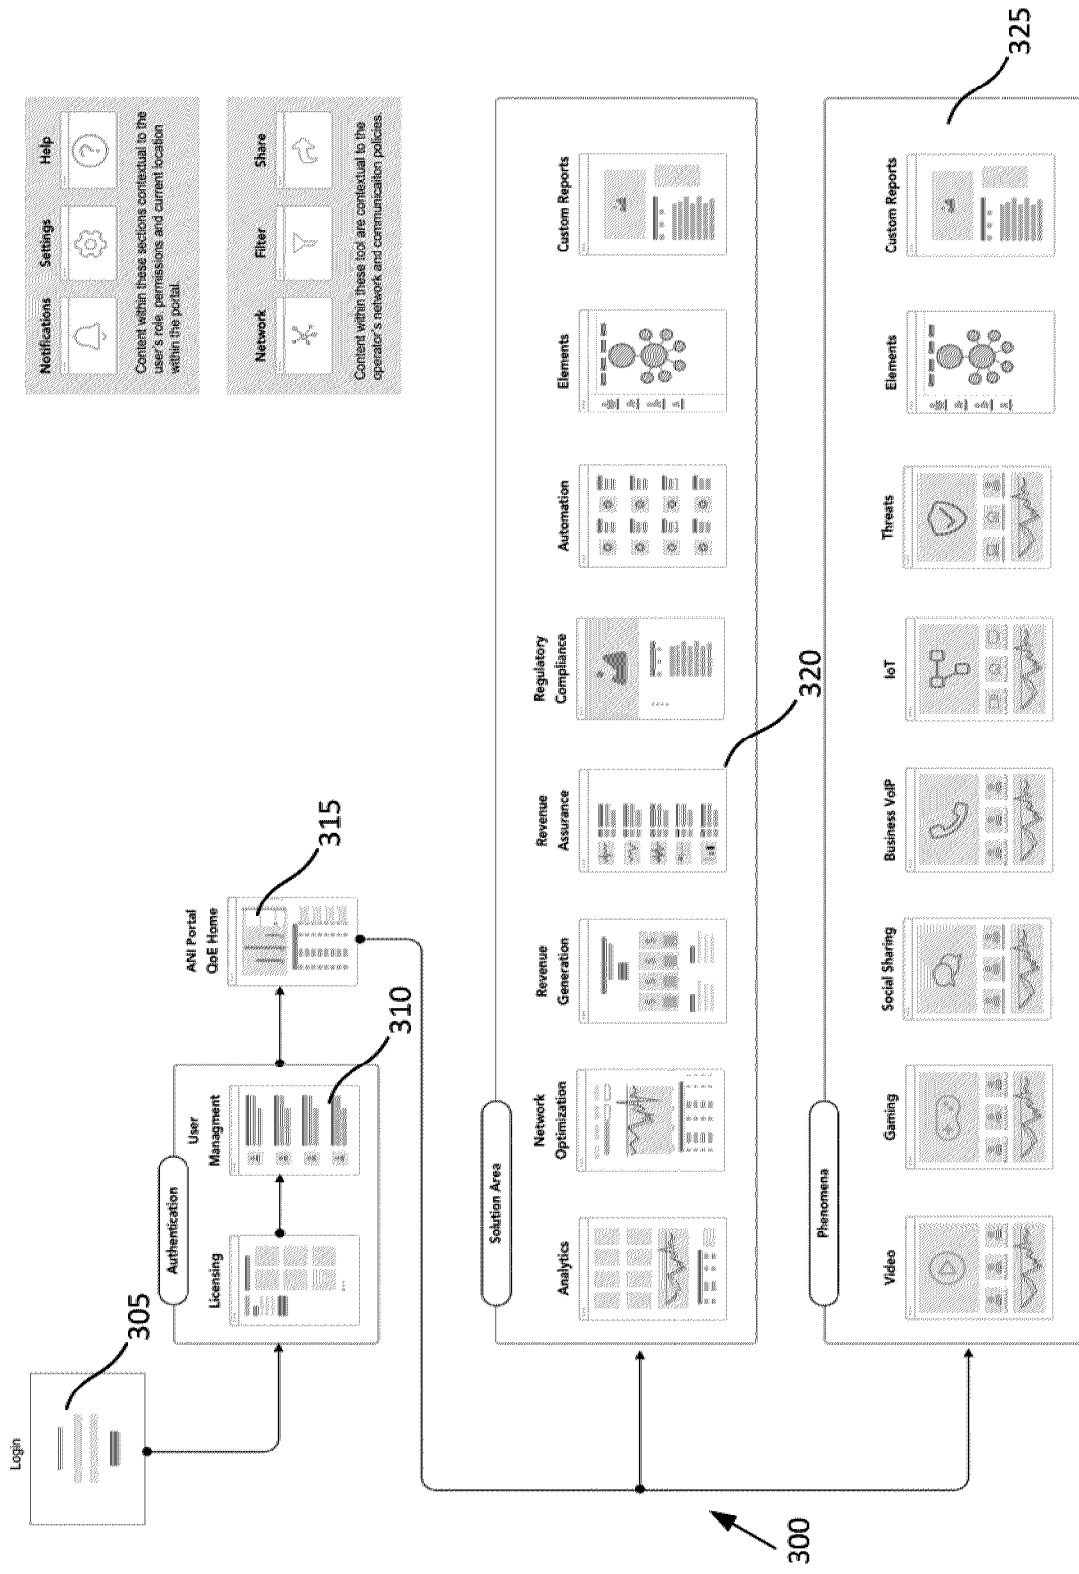 Login
305
Authentication
Licensing
User
Managment
310
ANI Portal
QoE Home
315
Notifications
Settings
Help
Content within these sections contextual to the
user's role, permissions and current location
within the portal.
Network
Filter
Share
Content within these tool are contextual to the
operator's network and communicaiton policies.
300
Solution Area
Analytics
Network
Optimization
Revenue
Generation
Revenue
Assurance
Regulatory
Compliance
Automation
Elements
Custom Reports
320
Phenomena
Video
Gaming
Social Sharing
Business VoIP
IoT
Threats
Elements
Custom Reports
325